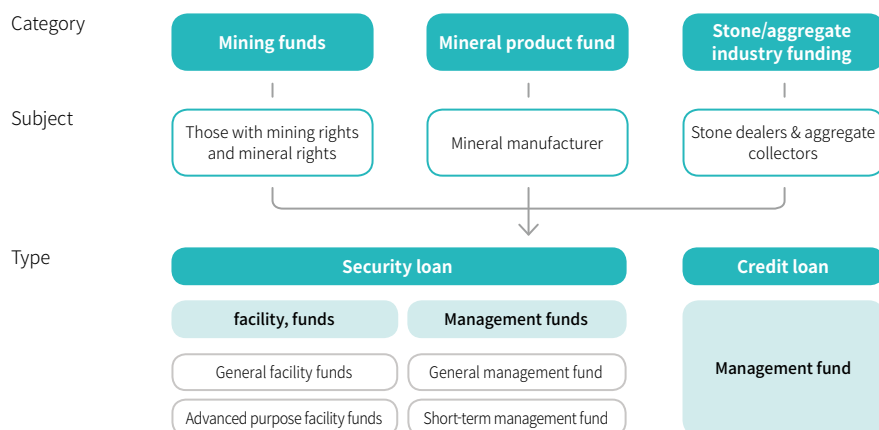 Category
Mining funds
Mineral product fund
Stone/aggregate
industry funding
Subject
Those with mining rights
and mineral rights
Mineral manufacturer
Stone dealers & aggregate
collectors
Type
Security loan
Credit loan
facility, funds
Management funds
Management fund
General facility funds
General management fund
Advanced purpose facility funds
Short-term management fund